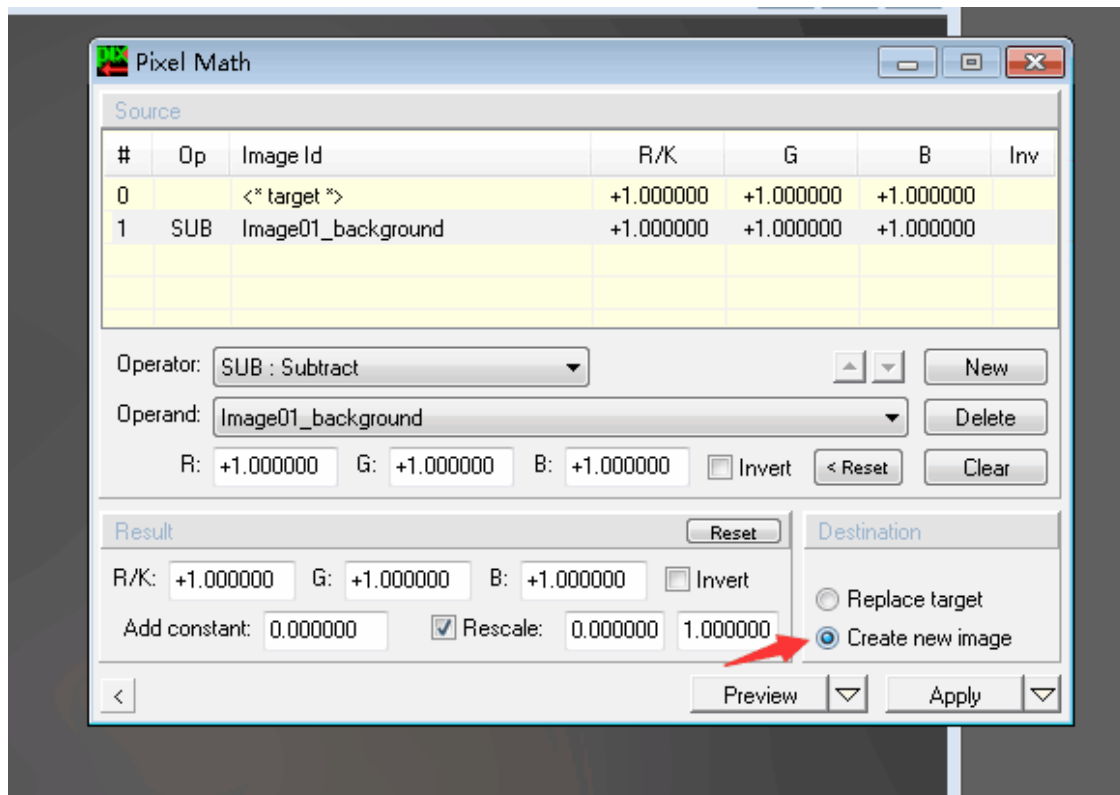 Pixel Math
Source
# Op Image Id R/K G B Inv
0 <* target *> +1.000000 +1.000000 +1.000000
1 SUB Image01_background +1.000000 +1.000000 +1.000000
Operator: SUB : Subtract New
Operand: Image01_background Delete
R: +1.000000 G: +1.000000 B: +1.000000 Invert < Reset Clear
Result Reset Destination
R/K: +1.000000 G: +1.000000 B: +1.000000 Invert
Replace target
Add constant: 0.000000 Rescale: 0.000000 1.000000 Create new image
< Preview Apply